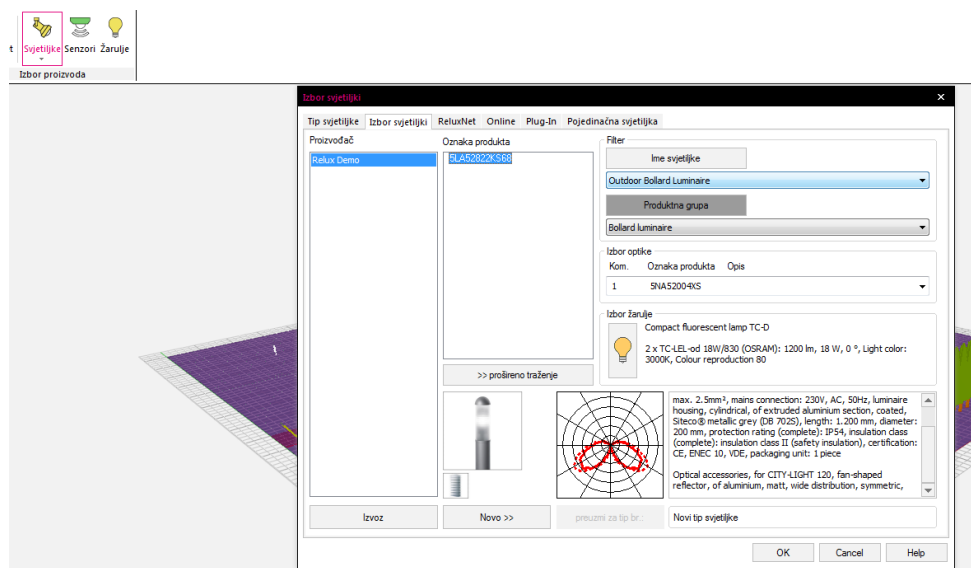 t Svjetiljke Senzori Žarulje
Izbor proizvoda
Izbor svjetiljki
Tip svjetiljke Izbor svjetiljki ReluxNet Online Plug-In Pojedinačna svjetiljka
Proizvođač
Relux Demo
Oznaka produkta
5LA52822KS68
Filter
Ime svjetiljke
Outdoor Bollard Luminaire
Produktna grupa
Bollard luminaire
Izbor optike
Kom. Oznaka produkta Opis
1 5NA52004XS
Izbor žarulje
Compact fluorescent lamp TC-D
2 x TC-LEL-od 18W/830 (OSRAM): 1200 lm, 18 W, 0 °, Light color:
3000K, Colour reproduction 80
>> prošireno traženje
max. 2.5mm², mains connection: 230V, AC, 50Hz, luminaire
housing, cylindrical, of extruded aluminium section, coated,
Siteco® metallic grey (DB 702S), length: 1.200 mm, diameter:
200 mm, protection rating (complete): IP54, insulation class
(complete): insulation class II (safety insulation), certification:
CE, ENEC 10, VDE, packaging unit: 1 piece
Optical accessories, for CITY-LIGHT 120, fan-shaped
reflector, of aluminium, matt, wide distribution, symmetric,
Izvoz
Novo >>
preuzmi za tip br.:
Novi tip svjetiljke
OK Cancel Help